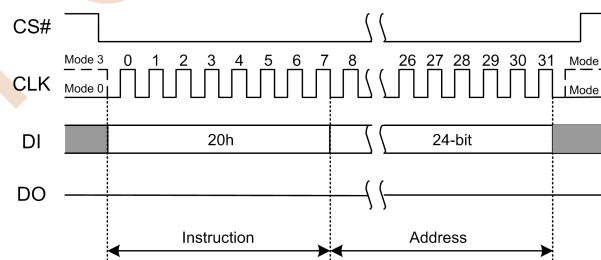 CS#
Mode 3 0 1 2 3 4 5 6 7 8 26 27 28 29 30 31 Mode
CLK
Mode 0 Mode
DI 20h 24-bit
DO
Instruction Address